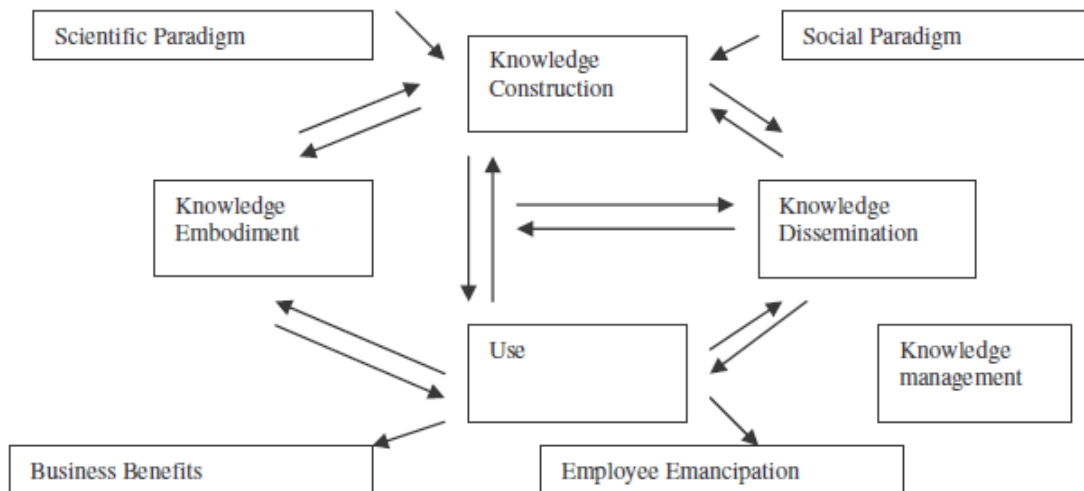 Scientific Paradigm
Social Paradigm
Knowledge
Construction
Knowledge
Embodiment
Knowledge
Dissemination
Use
Knowledge
management
Business Benefits
Employee Emancipation